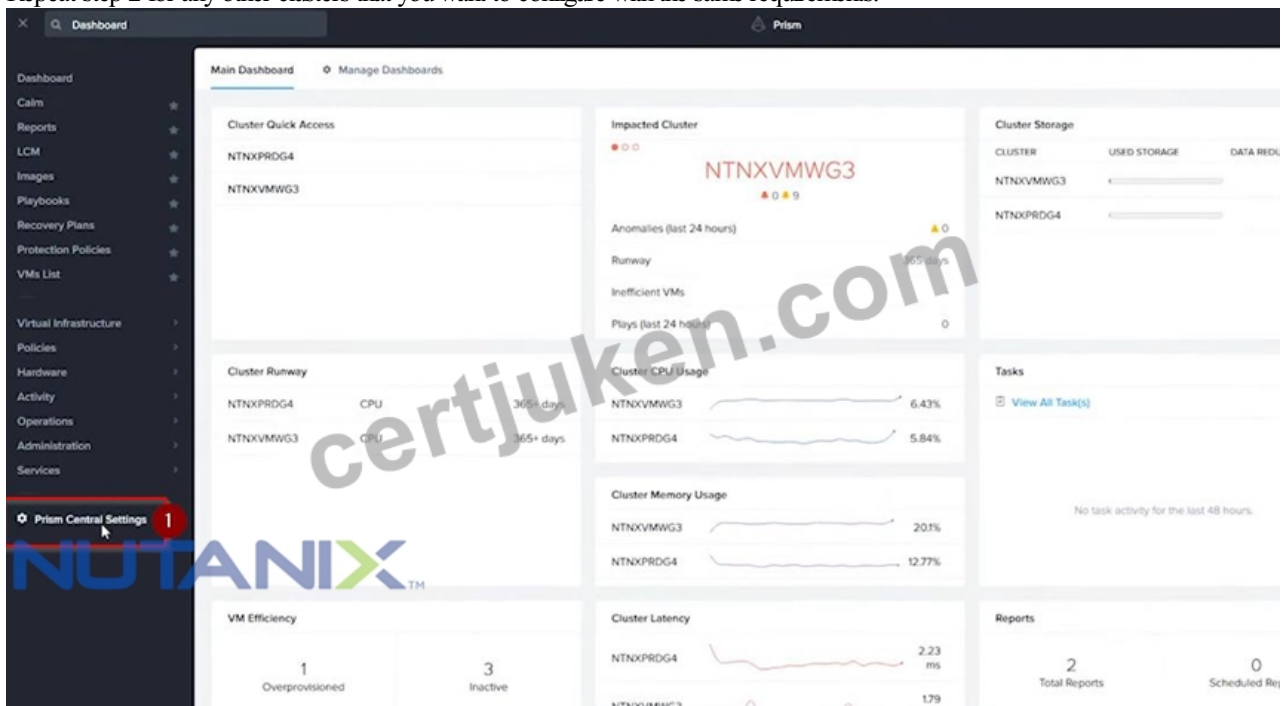 Repeat step 2 for any other clusters that you want to configure with the same requirements.
Dashboard
Prism
Dashboard
Calm
Reports
LCM
Images
Playbooks
Recovery Plans
Protection Policies
VMs List
Virtual Infrastructure
Policies
Hardware
Activity
Operations
Administration
Services
Prism Central Settings
1
NUTANIX™
Main Dashboard
Manage Dashboards
Cluster Quick Access
NTNXPRDG4
NTNXVMWG3
Impacted Cluster
NTNXVMWG3
0 9
Anomalies (last 24 hours) 0
Runway 365 days
Inefficient VMs
Plays (last 24 hours) 0
Cluster Storage
CLUSTER USED STORAGE DATA REDU
NTNXVMWG3
NTNXPRDG4
certjuken.com
Cluster Runway
NTNXPRDG4 CPU 365+ days
NTNXVMWG3 CPU 365+ days
Cluster CPU Usage
NTNXVMWG3 6.43%
NTNXPRDG4 5.84%
Cluster Memory Usage
NTNXVMWG3 20.1%
NTNXPRDG4 12.77%
Tasks
View All Task(s)
No task activity for the last 48 hours.
VM Efficiency
1
Overprovisioned
3
Inactive
Cluster Latency
NTNXPRDG4 2.23 ms
NTNXVMWG3 1.79
Reports
2
Total Reports
0
Scheduled Rep